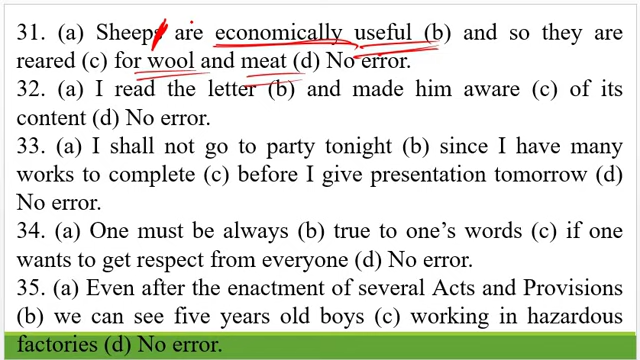 31. (a) Sheeps are economically useful (b) and so they are
reared (c) for wool and meat (d) No error.
32. (a) I read the letter (b) and made him aware (c) of its
content (d) No error.
33. (a) I shall not go to party tonight (b) since I have many
works to complete (c) before I give presentation tomorrow (d)
No error.
34. (a) One must be always (b) true to one's words (c) if one
wants to get respect from everyone (d) No error.
35. (a) Even after the enactment of several Acts and Provisions
(b) we can see five years old boys (c) working in hazardous
factories (d) No error.